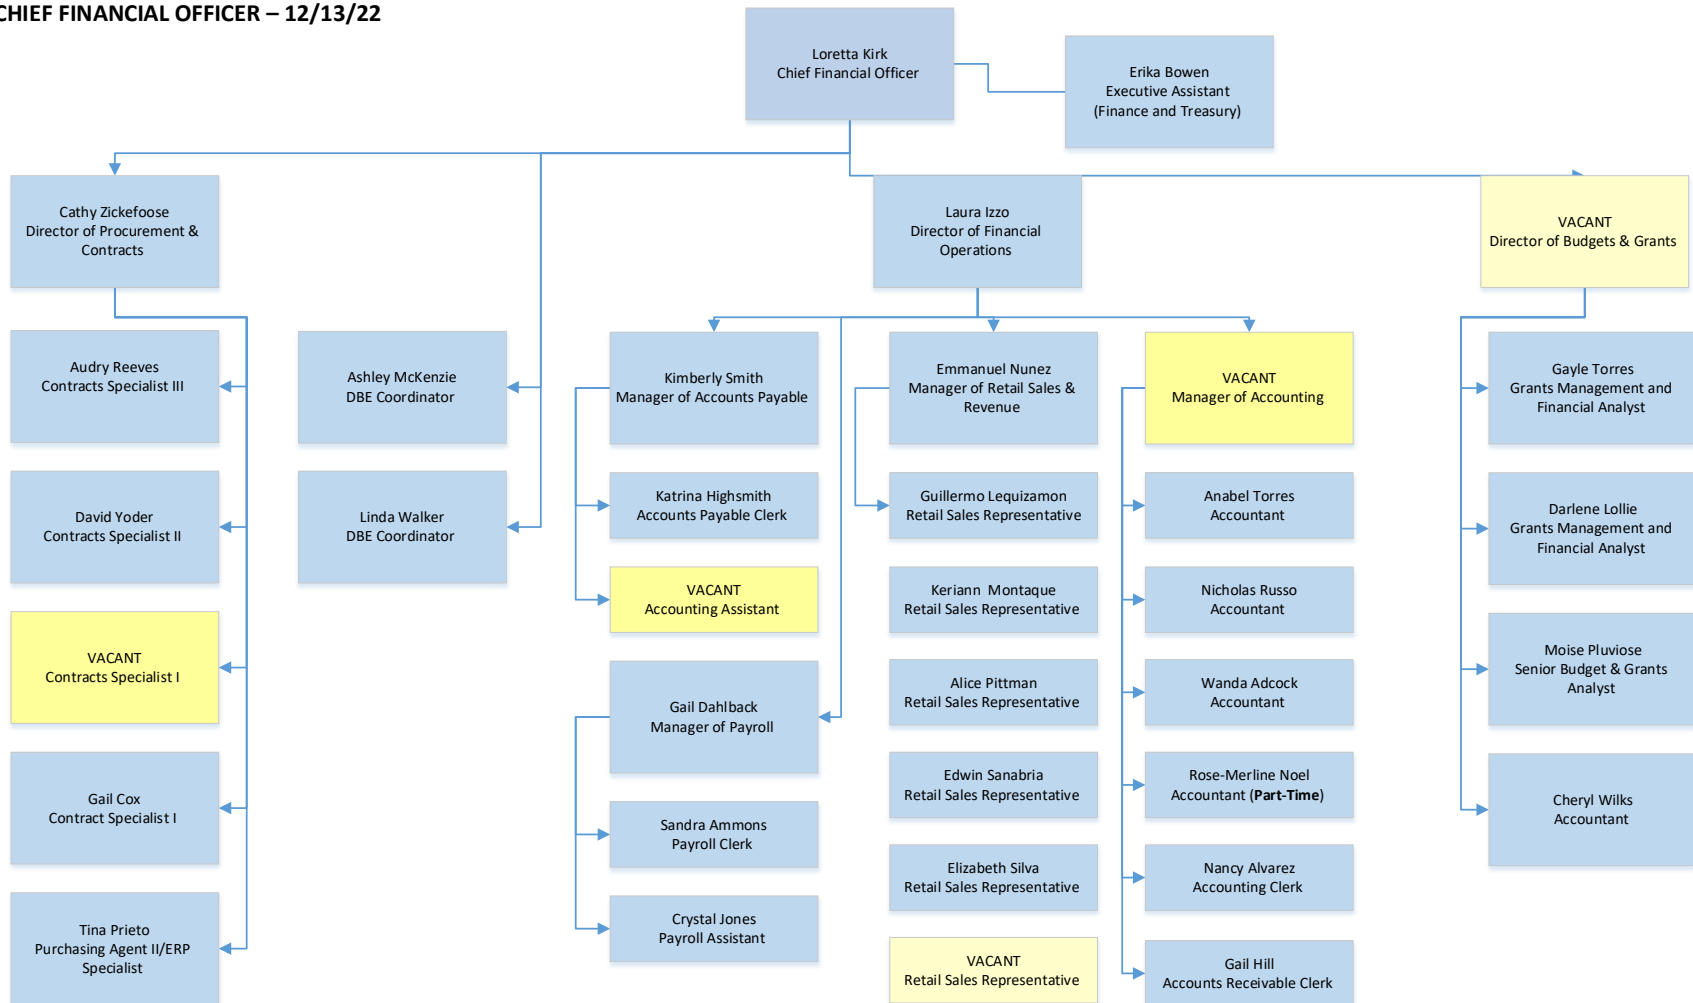 CHIEF FINANCIAL OFFICER – 12/13/22
Loretta Kirk
Chief Financial Officer
Erika Bowen
Executive Assistant
(Finance and Treasury)
Cathy Zickefoose
Director of Procurement &
Contracts
Laura Izzo
Director of Financial
Operations
VACANT
Director of Budgets & Grants
Audry Reeves
Contracts Specialist III
David Yoder
Contracts Specialist II
VACANT
Contracts Specialist I
Gail Cox
Contract Specialist I
Tina Prieto
Purchasing Agent II/ERP
Specialist
Ashley McKenzie
DBE Coordinator
Linda Walker
DBE Coordinator
Kimberly Smith
Manager of Accounts Payable
Katrina Highsmith
Accounts Payable Clerk
VACANT
Accounting Assistant
Gail Dahlback
Manager of Payroll
Sandra Ammons
Payroll Clerk
Crystal Jones
Payroll Assistant
Emmanuel Nunez
Manager of Retail Sales &
Revenue
Guillermo Lequizamon
Retail Sales Representative
Keriann  Montaque
Retail Sales Representative
Alice Pittman
Retail Sales Representative
Edwin Sanabria
Retail Sales Representative
Elizabeth Silva
Retail Sales Representative
VACANT
Retail Sales Representative
VACANT
Manager of Accounting
Anabel Torres
Accountant
Nicholas Russo
Accountant
Wanda Adcock
Accountant
Rose-Merline Noel
Accountant (Part-Time)
Nancy Alvarez
Accounting Clerk
Gail Hill
Accounts Receivable Clerk
Gayle Torres
Grants Management and
Financial Analyst
Darlene Lollie
Grants Management and
Financial Analyst
Moise Pluviose
Senior Budget & Grants
Analyst
Cheryl Wilks
Accountant